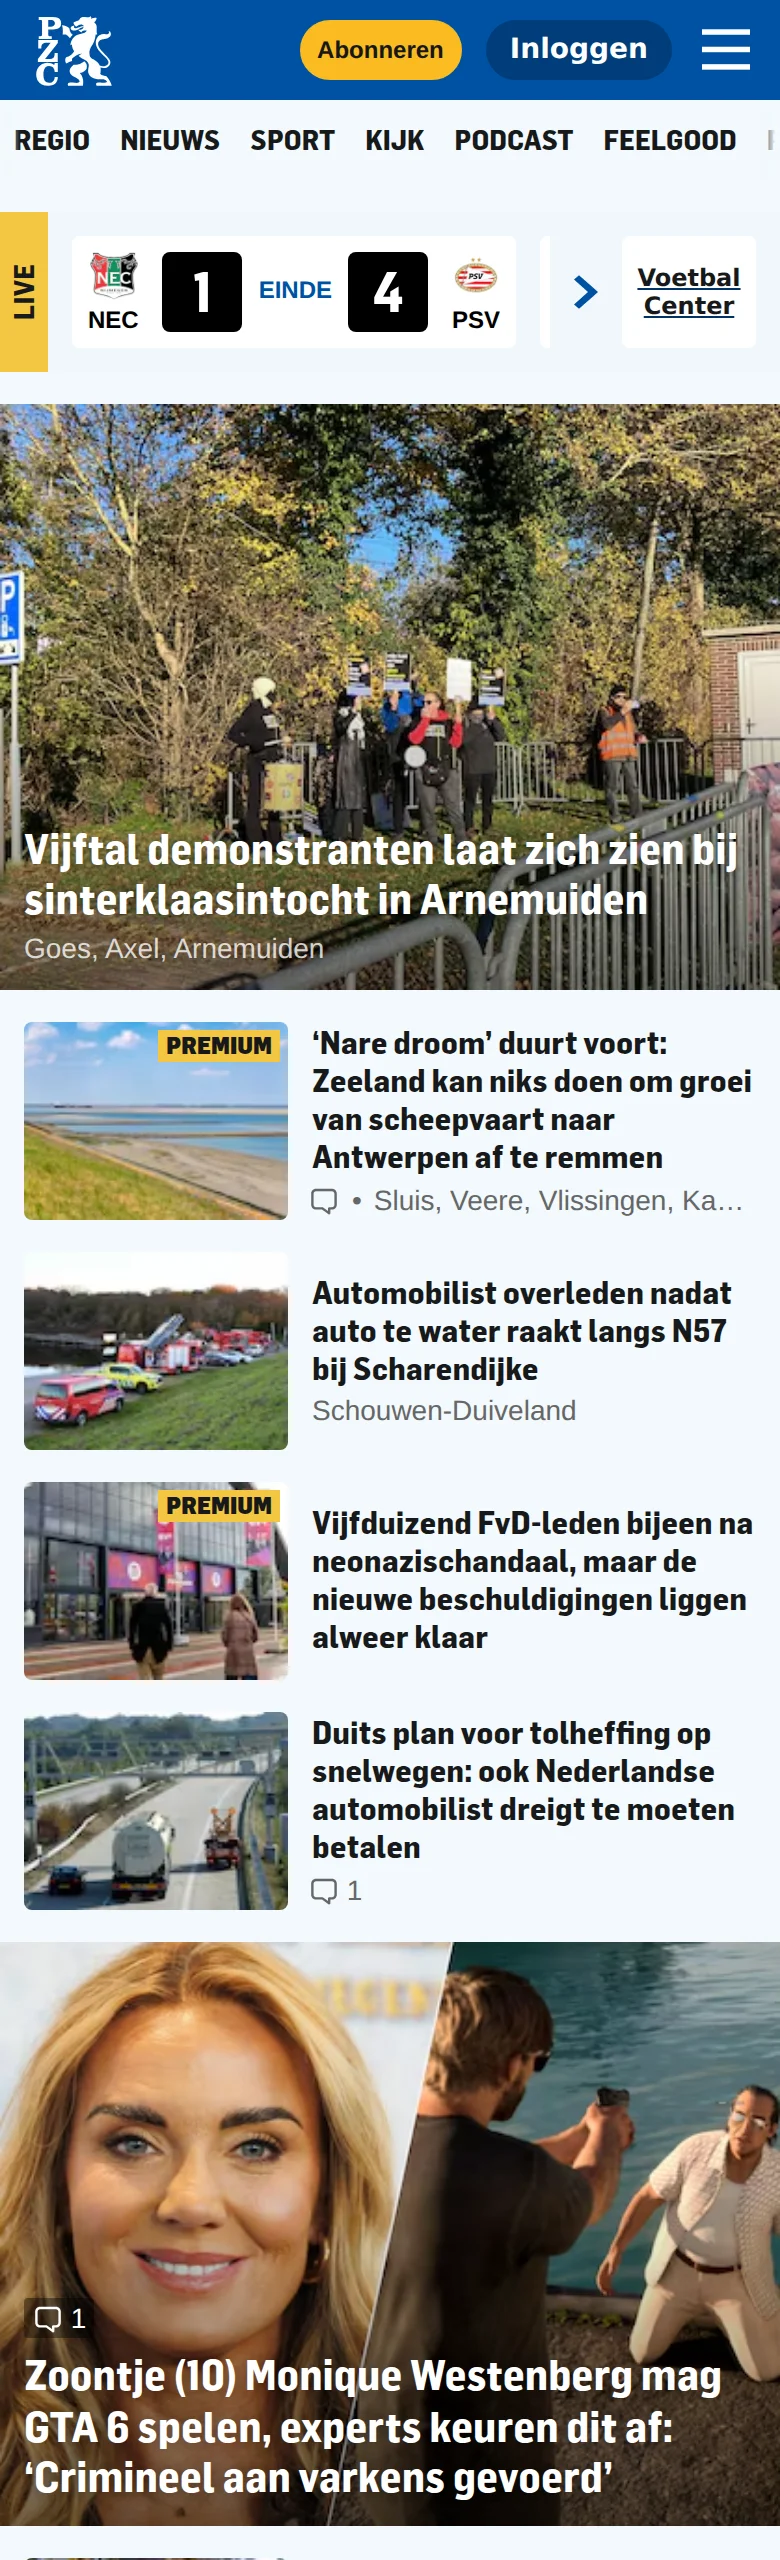 PZC
Abonneren
Inloggen
REGIO NIEUWS SPORT KIJK PODCAST FEELGOOD
LIVE
NEC 1 EINDE 4 PSV
Voetbal
Center
Vijftal demonstranten laat zich zien bij
sinterklaasintocht in Arnemuiden
Goes, Axel, Arnemuiden
PREMIUM
‘Nare droom’ duurt voort:
Zeeland kan niks doen om groei
van scheepvaart naar
Antwerpen af te remmen
• Sluis, Veere, Vlissingen, Ka…
Automobilist overleden nadat
auto te water raakt langs N57
bij Scharendijke
Schouwen-Duiveland
PREMIUM
Vijfduizend FvD-leden bijeen na
neonazischandaal, maar de
nieuwe beschuldigingen liggen
alweer klaar
Duits plan voor tolheffing op
snelwegen: ook Nederlandse
automobilist dreigt te moeten
betalen
1
1
Zoontje (10) Monique Westenberg mag
GTA 6 spelen, experts keuren dit af:
‘Crimineel aan varkens gevoerd’